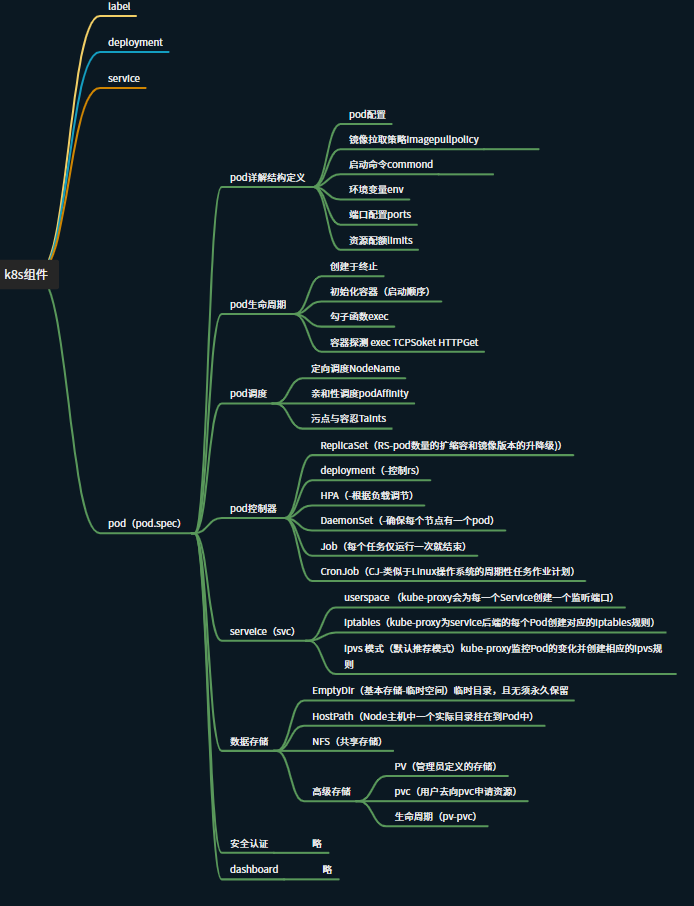 label
deployment
service
k8s组件
pod（pod.spec）
pod详解结构定义
pod配置
镜像拉取策略imagepullpolicy
启动命令commond
环境变量env
端口配置ports
资源配额limits
pod生命周期
创建于终止
初始化容器（启动顺序）
勾子函数exec
容器探测 exec TCPSoket HTTPGet
pod调度
定向调度NodeName
亲和性调度podAffinity
污点与容忍Taints
pod控制器
ReplicaSet（RS-pod数量的扩缩容和镜像版本的升降级)）
deployment（-控制rs）
HPA（-根据负载调节）
DaemonSet（-确保每个节点有一个pod）
Job（每个任务仅运行一次就结束）
CronJob（CJ-类似于Linux操作系统的周期性任务作业计划）
serveice（svc）
userspace （kube-proxy会为每一个Service创建一个监听端口）
iptables（kube-proxy为service后端的每个Pod创建对应的iptables规则）
ipvs 模式（默认推荐模式）kube-proxy监控Pod的变化并创建相应的ipvs规
则
数据存储
EmptyDir（基本存储-临时空间）临时目录，且无须永久保留
HostPath（Node主机中一个实际目录挂在到Pod中）
NFS（共享存储）
高级存储
PV（管理员定义的存储）
pvc（用户去向pvc申请资源）
生命周期（pv-pvc）
安全认证 略
dashboard 略